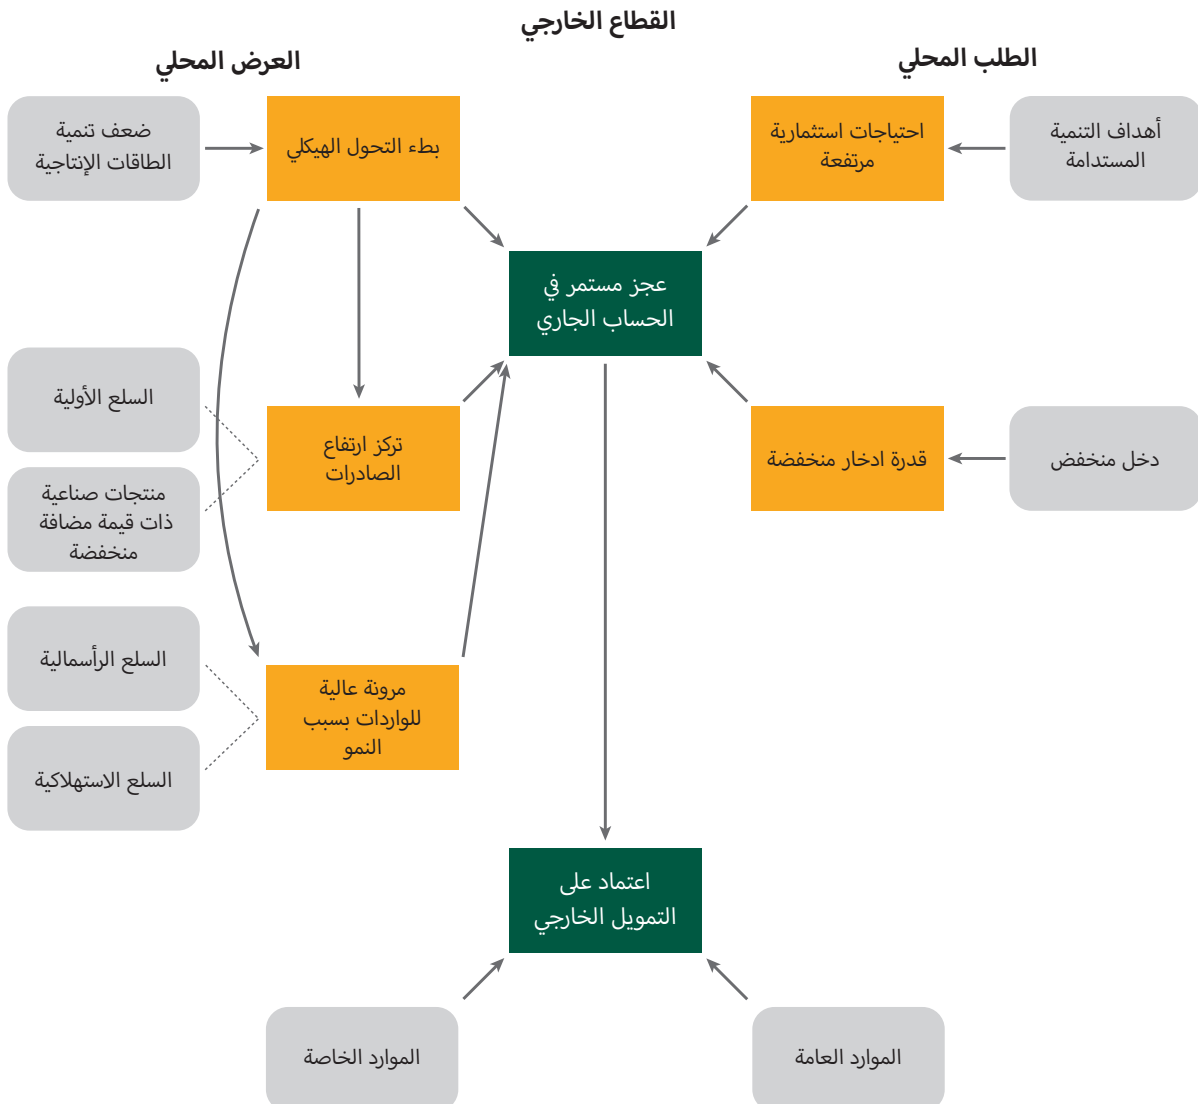 القطاع الخارجي
الطلب المحلي
العرض المحلي
أهداف التنمية
المستدامة
احتياجات استثمارية
مرتفعة
بطء التحول الهيكلي
ضعف تنمية
الطاقات الإنتاجية
عجز مستمر في
الحساب الجاري
دخل منخفض
قدرة ادخار منخفضة
تركز ارتفاع
الصادرات
السلع الأولية
منتجات صناعية
ذات قيمة مضافة
منخفضة
مرونة عالية
للواردات بسبب
النمو
السلع الرأسمالية
السلع الاستهلاكية
اعتماد على
التمويل الخارجي
الموارد العامة
الموارد الخاصة